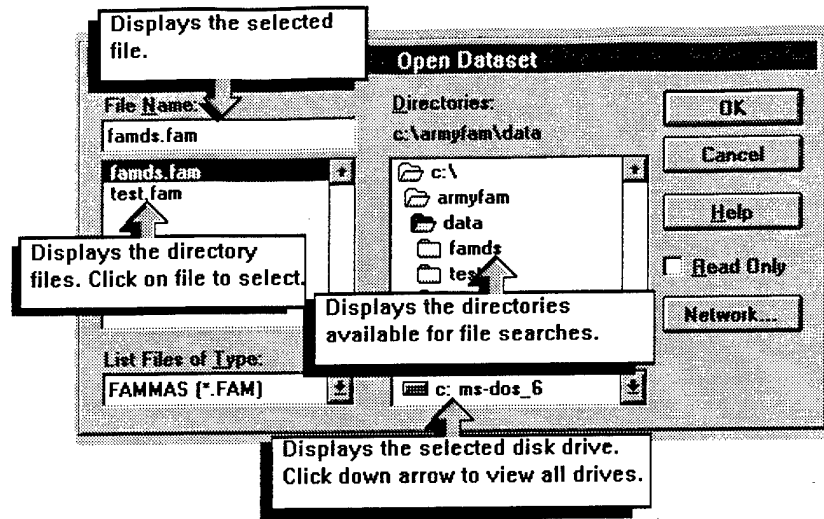 Displays the selected
file.
Open Dataset
File Name:
famds.fam
famds.fam
test.fam
Displays the directory
files. Click on file to select.
List Files of Type:
FAMMAS (*.FAM)
Directories:
c:\armyfam\data
c:\
armyfam
data
famds
Displays the directories
available for file searches.
c: ms-dos_6
Displays the selected disk drive.
Click down arrow to view all drives.
OK
Cancel
Help
Read Only
Network...